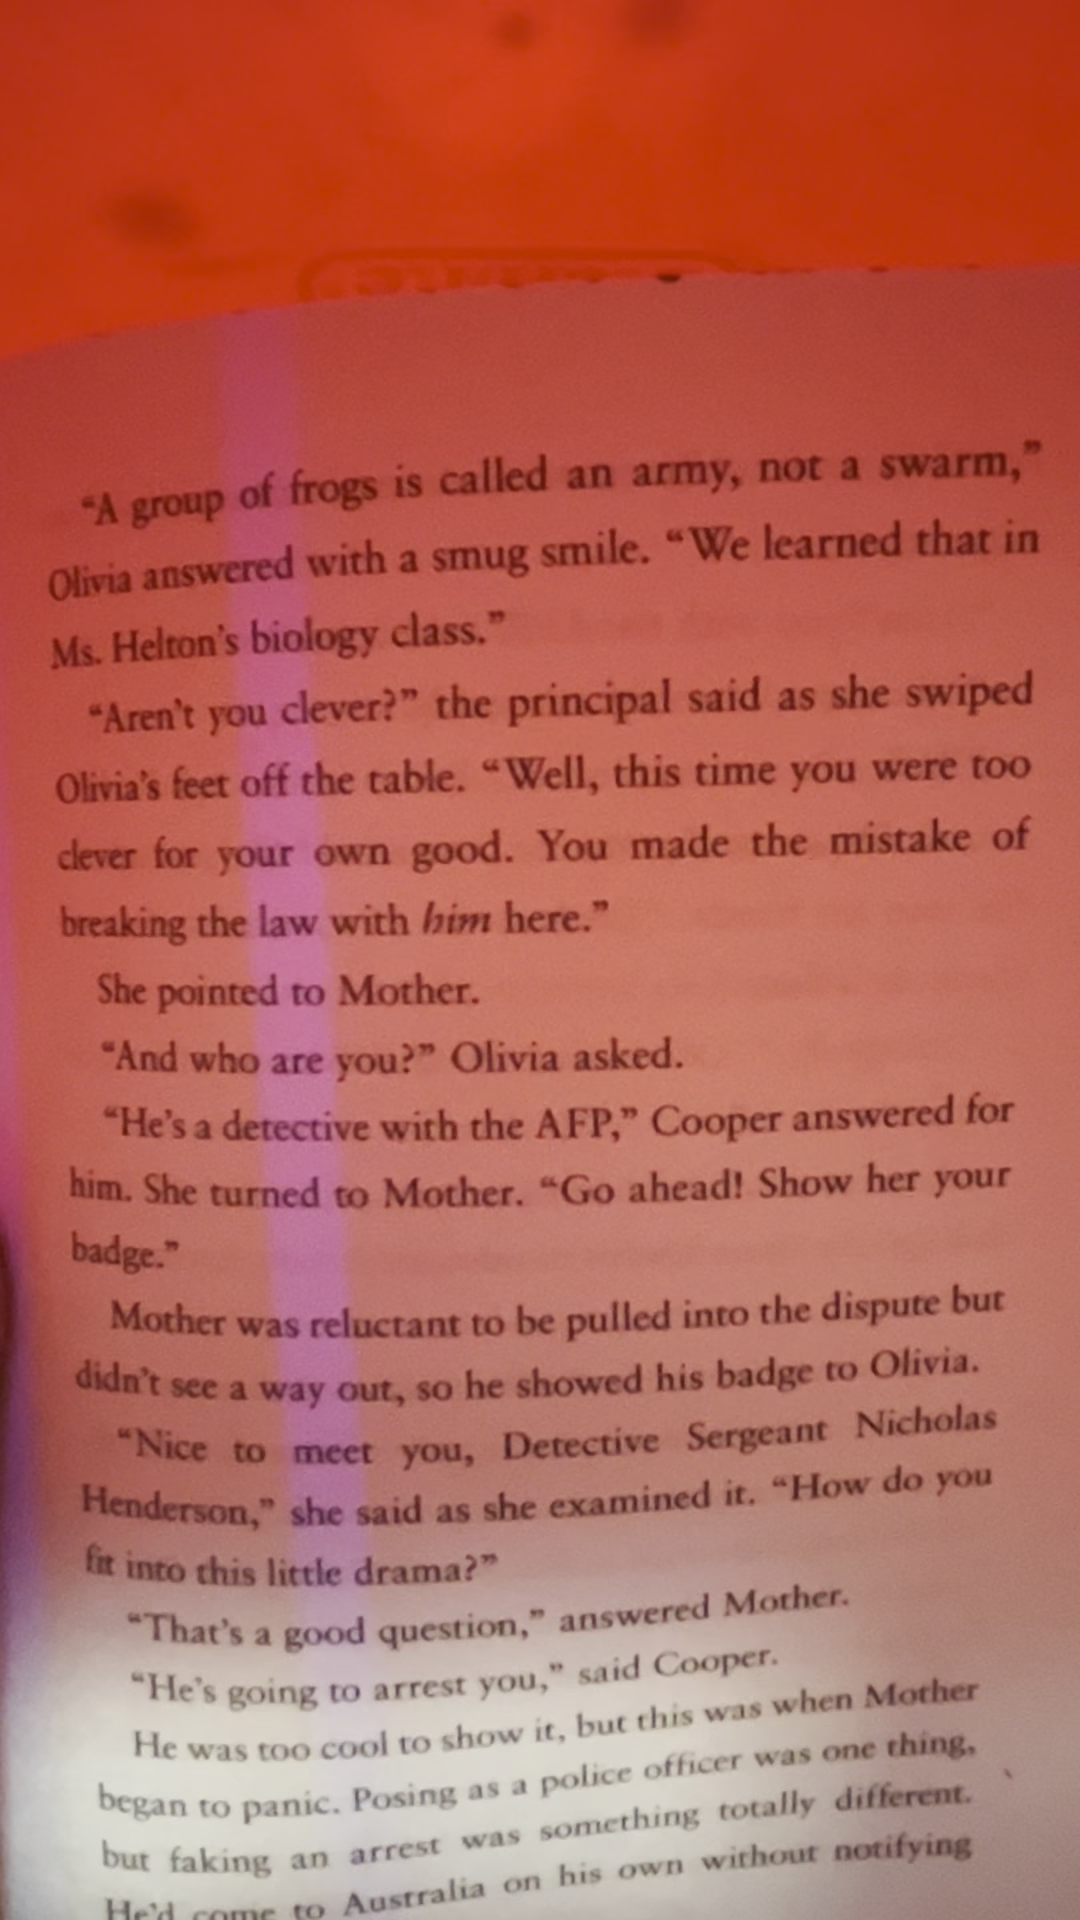 “A group of frogs is called an army, not a swarm,”
Olivia answered with a smug smile. “We learned that in
Ms. Helton’s biology class.”
“Aren’t you clever?” the principal said as she swiped
Olivia’s feet off the table. “Well, this time you were too
clever for your own good. You made the mistake of
breaking the law with him here.”
She pointed to Mother.
“And who are you?” Olivia asked.
“He’s a detective with the AFP,” Cooper answered for
him. She turned to Mother. “Go ahead! Show her your
badge.”
Mother was reluctant to be pulled into the dispute but
didn’t see a way out, so he showed his badge to Olivia.
“Nice to meet you, Detective Sergeant Nicholas
Henderson,” she said as she examined it. “How do you
fit into this little drama?”
“That’s a good question,” answered Mother.
“He’s going to arrest you,” said Cooper.
He was too cool to show it, but this was when Mother
began to panic. Posing as a police officer was one thing,
but faking an arrest was something totally different.
He’d come to Australia on his own without notifying